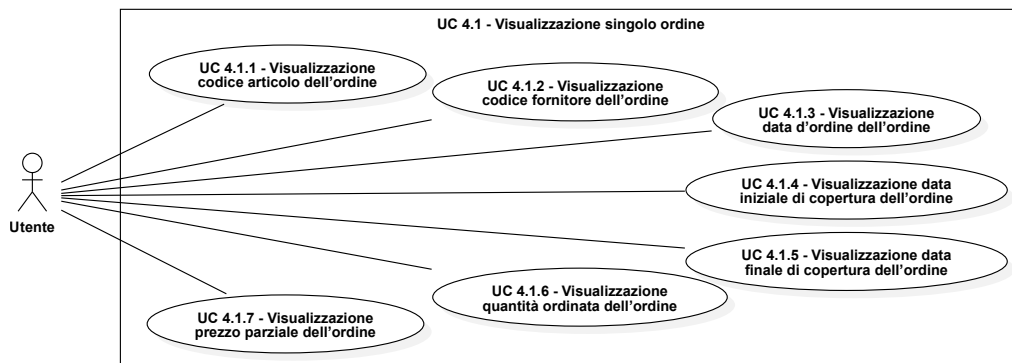 UC 4.1 - Visualizzazione singolo ordine
UC 4.1.1 - Visualizzazione
codice articolo dell'ordine
UC 4.1.2 - Visualizzazione
codice fornitore dell'ordine
UC 4.1.3 - Visualizzazione
data d'ordine dell'ordine
UC 4.1.4 - Visualizzazione data
iniziale di copertura dell'ordine
Utente
UC 4.1.5 - Visualizzazione data
finale di copertura dell'ordine
UC 4.1.6 - Visualizzazione
quantità ordinata dell'ordine
UC 4.1.7 - Visualizzazione
prezzo parziale dell'ordine